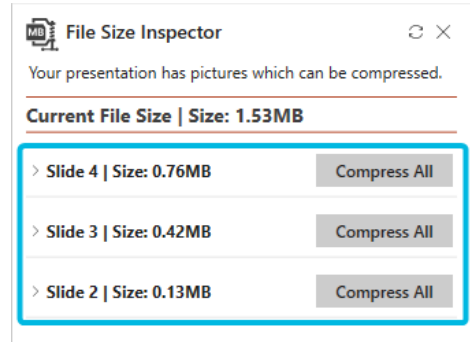 MB File Size Inspector
Your presentation has pictures which can be compressed.
Current File Size | Size: 1.53MB
Slide 4 | Size: 0.76MB Compress All
Slide 3 | Size: 0.42MB Compress All
Slide 2 | Size: 0.13MB Compress All